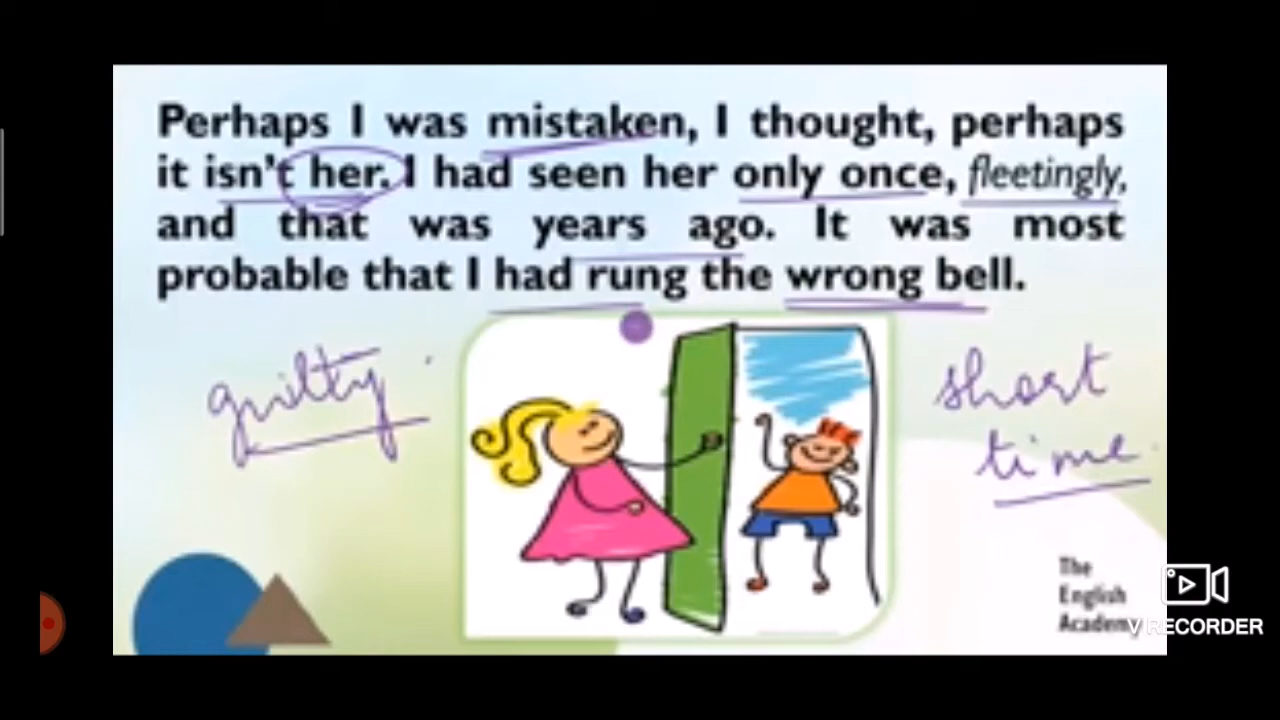 Perhaps I was mistaken, I thought, perhaps
it isn't her. I had seen her only once, fleetingly,
and that was years ago. It was most
probable that I had rung the wrong bell.
guilty
short
time
The
English
Academy
V RECORDER